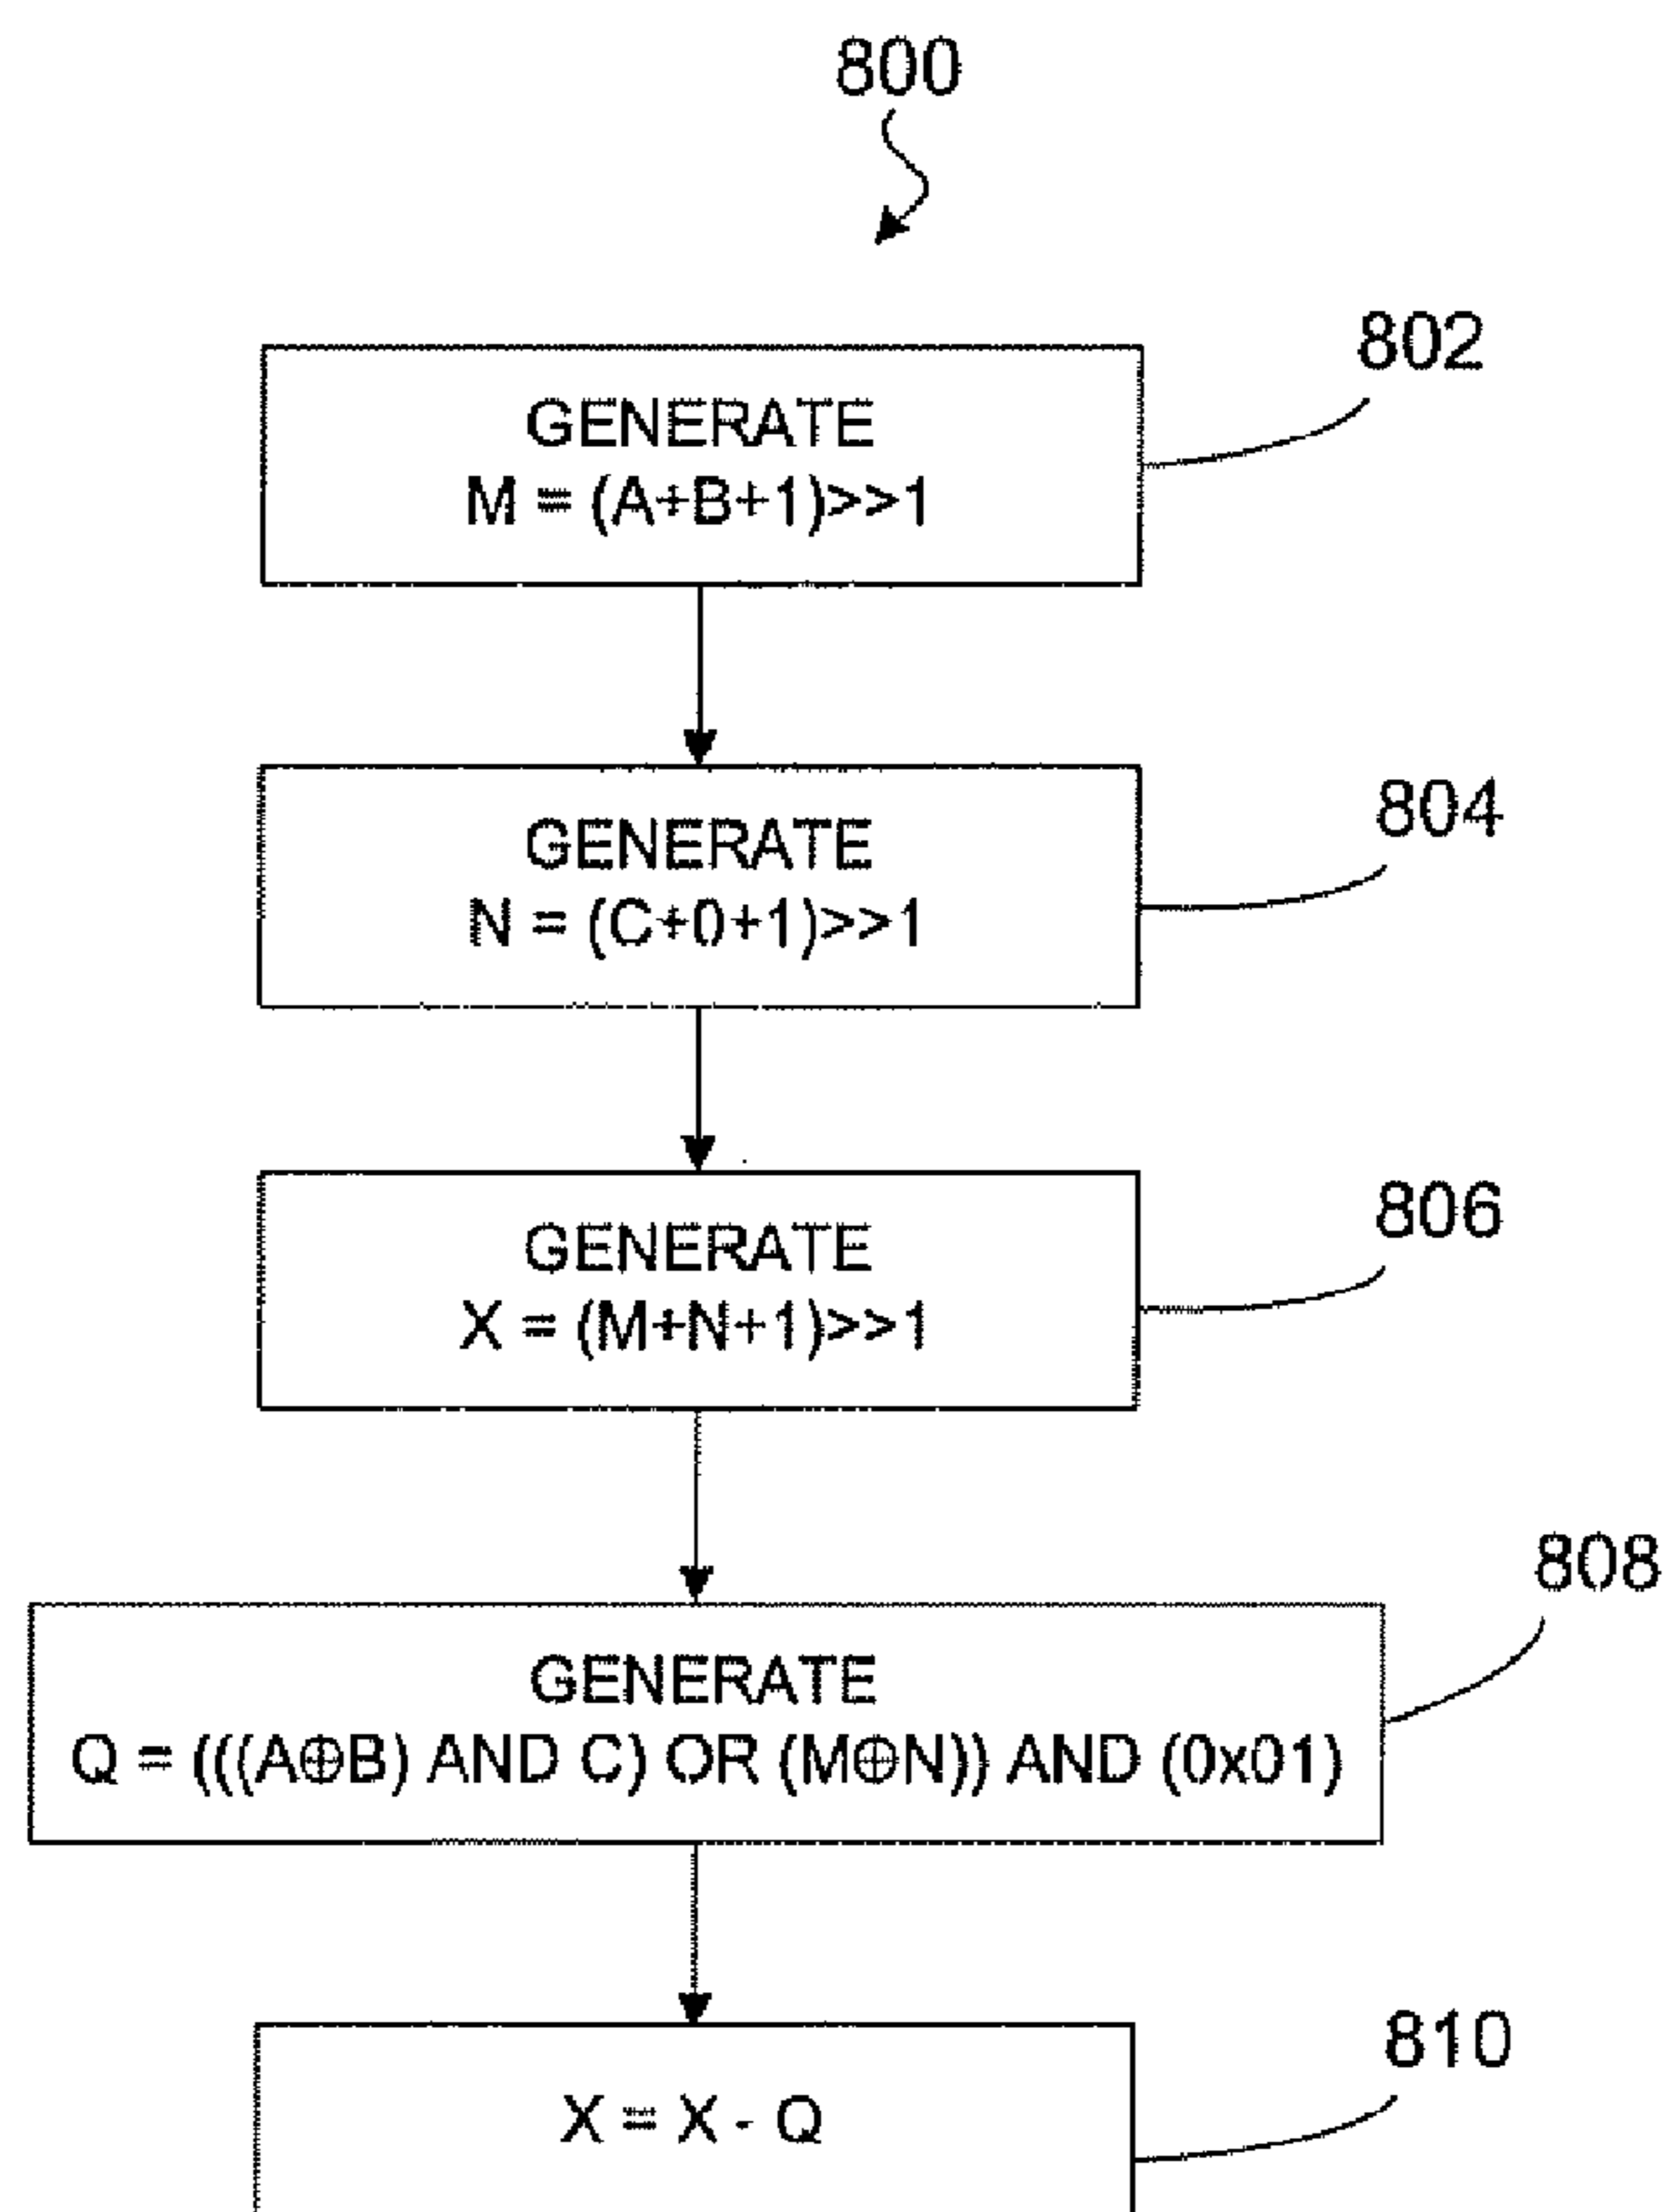 800
802
GENERATE
M = (A+B+1)>>1
804
GENERATE
N = (C+0+1)>>1
806
GENERATE
X = (M+N+1)>>1
808
GENERATE
Q = (((A⊕B) AND C) OR (M⊕N)) AND (0x01)
810
X = X - Q